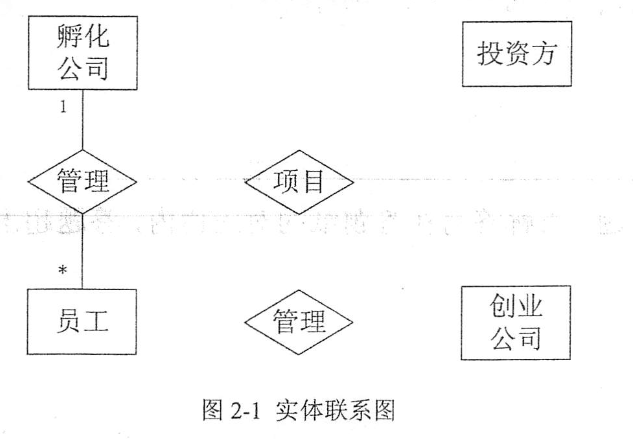 孵化
公司
投资方
1
管理
项目
*
员工
管理
创业
公司
图 2-1 实体联系图